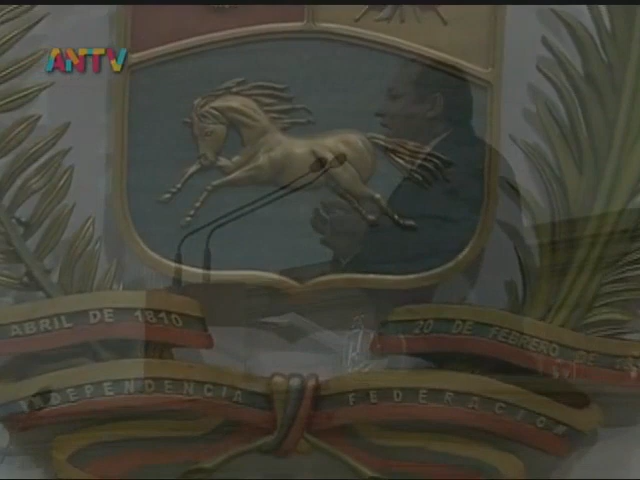 ANTV
ABRIL DE 1810
20 DE FEBRERO DE
INDEPENDENCIA
FEDERACION